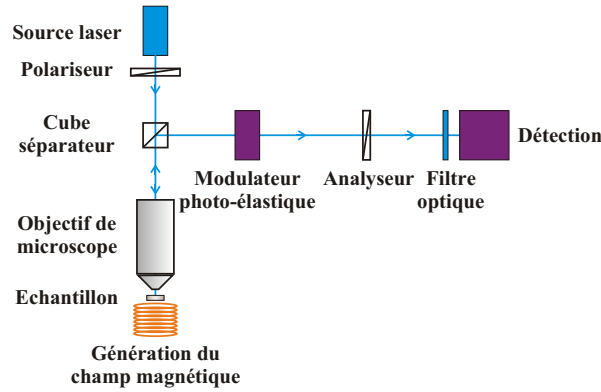 Source laser
Polariseur
Cube
séparateur
Détection
Modulateur
photo-élastique
Analyseur
Filtre
optique
Objectif de
microscope
Echantillon
Génération du
champ magnétique